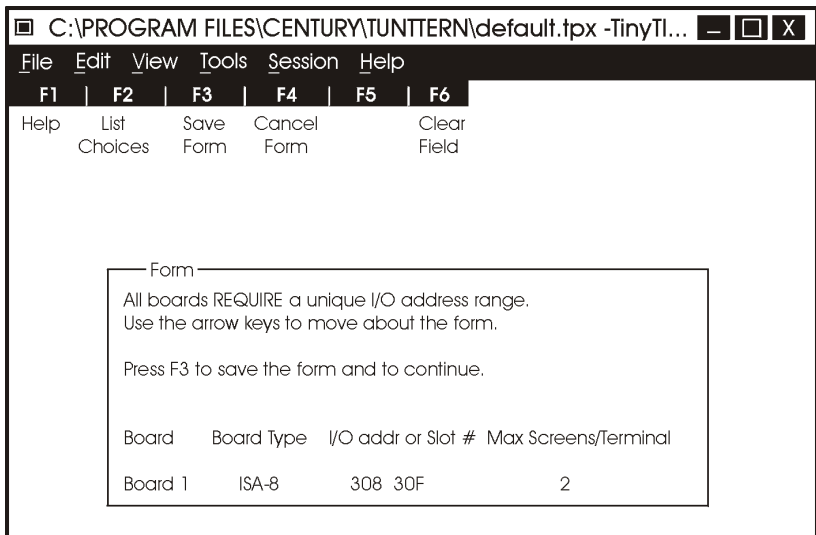 C:\PROGRAM FILES\CENTURY\TUNTTERN\default.tpx -TinyTI... X
File Edit View Tools Session Help
F1 | F2 | F3 | F4 | F5 | F6
Help List Save Cancel Clear
Choices Form Form Field
Form
All boards REQUIRE a unique I/O address range.
Use the arrow keys to move about the form.
Press F3 to save the form and to continue.
Board Board Type I/O addr or Slot # Max Screens/Terminal
Board 1 ISA-8 308 30F 2